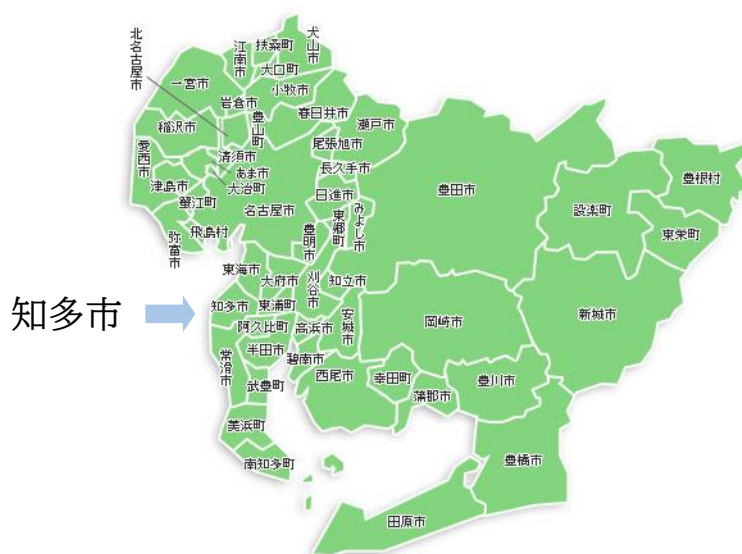 北名古屋市
江南市
扶桑町
犬山市
大口町
一宮市
小牧市
岩倉市
豊山町
春日井市
瀬戸市
稲沢市
尾張旭市
愛西市
清須市
あま市
長久手市
津島市
大治町
日進市
豊田市
豊根村
蟹江町
名古屋市
みよし市
設楽町
東郷町
豊明市
飛島村
東栄町
弥富市
東海市
大府市
刈谷市
知立市
知多市
知多市
東浦町
安城市
岡崎市
新城市
阿久比町
高浜市
常滑市
半田市
碧南市
西尾市
幸田町
豊川市
武豊町
蒲郡市
美浜町
南知多町
豊橋市
田原市